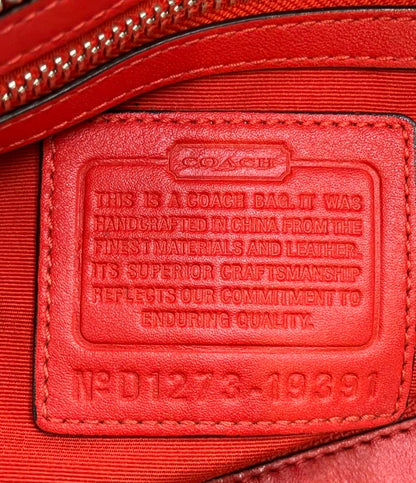 COACH
THIS IS A COACH BAG. IT WAS
HANDCRAFTED IN CHINA FROM THE
FINEST MATERIALS AND LEATHER.
ITS SUPERIOR CRAFTSMANSHIP
REFLECTS OUR COMMITMENT TO
ENDURING QUALITY.
Nº D1273-19391